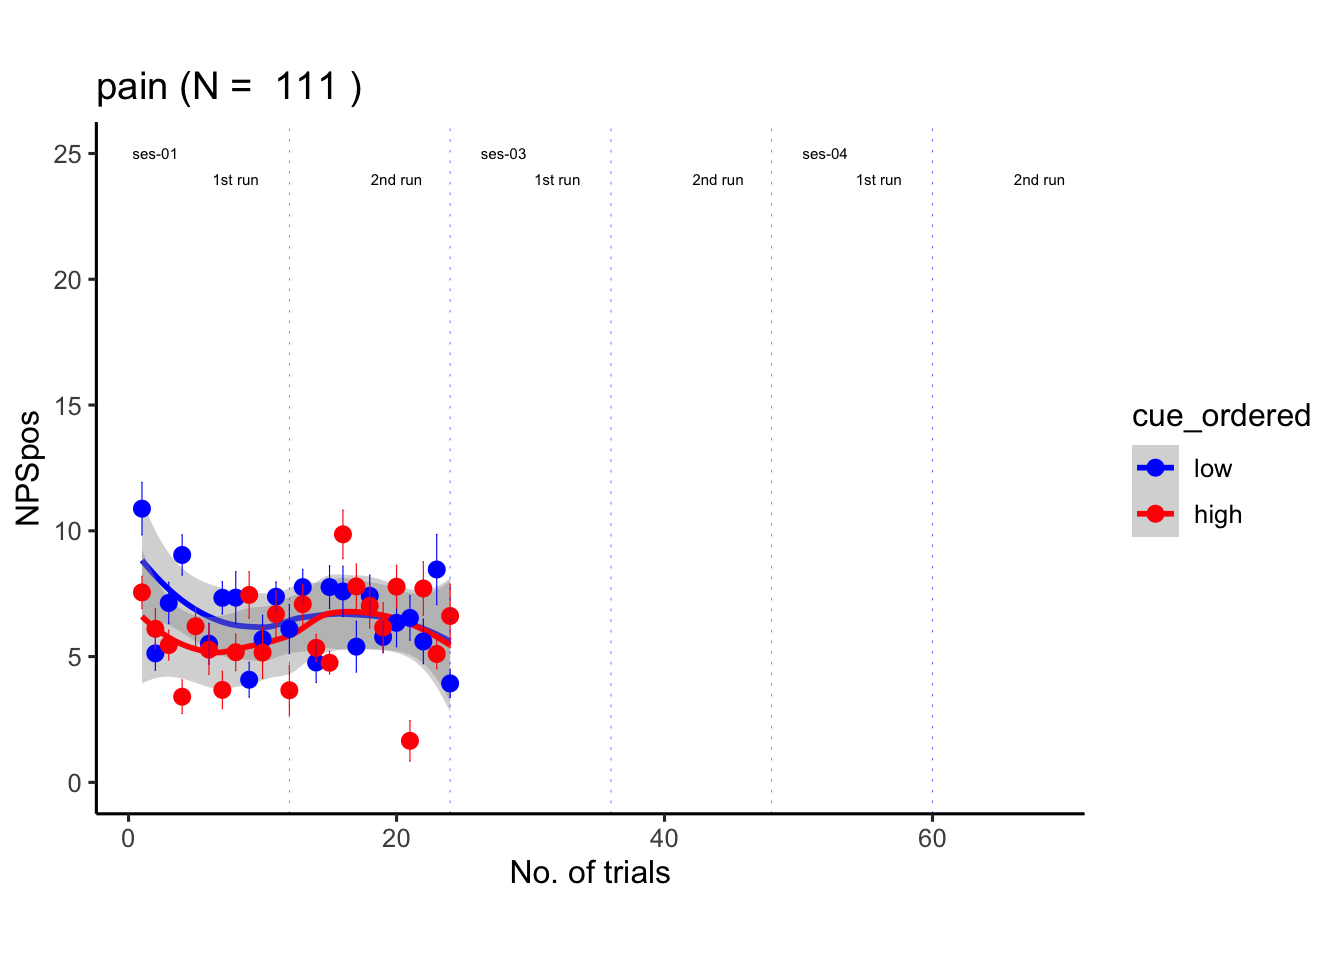 pain (N =  111 )
25
20
15
10
5
0
NPSpos
ses-01
1st run
2nd run
ses-03
1st run
2nd run
ses-04
1st run
2nd run
0
20
40
60
No. of trials
cue_ordered
low
high